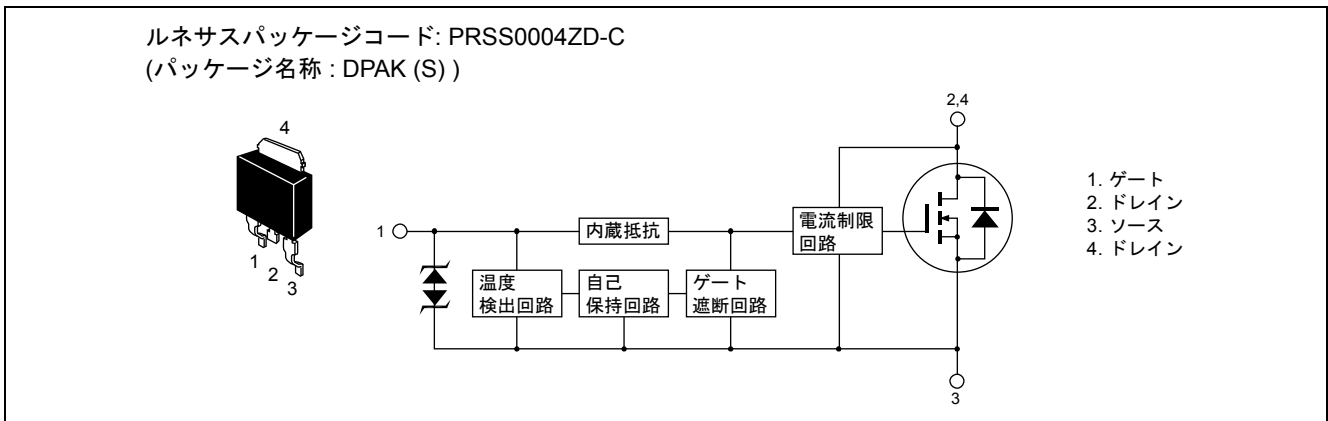 ルネサスパッケージコード: PRSS0004ZD-C
(パッケージ名称 : DPAK (S) )
4
1
2
3
1
内蔵抵抗
温度
検出回路
自己
保持回路
ゲート
遮断回路
電流制限
回路
2,4
3
1. ゲート
2. ドレイン
3. ソース
4. ドレイン